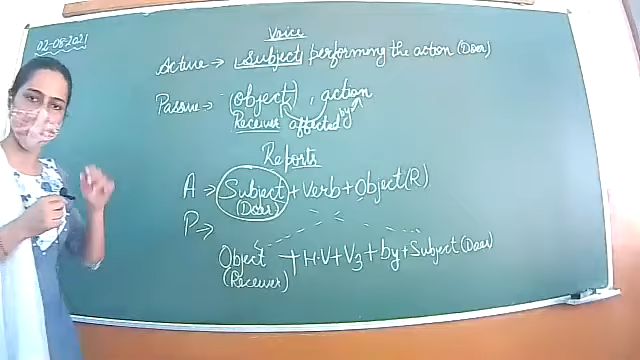 02-08-2021
Voice
Active → Subject performing the action (Doer)
Passive → (object), action
Receiver affected by
Reports
A → Subject + Verb + Object (R)
(Doer)
P →
Object + H.V + V3 + by + Subject (Doer)
(Receiver)